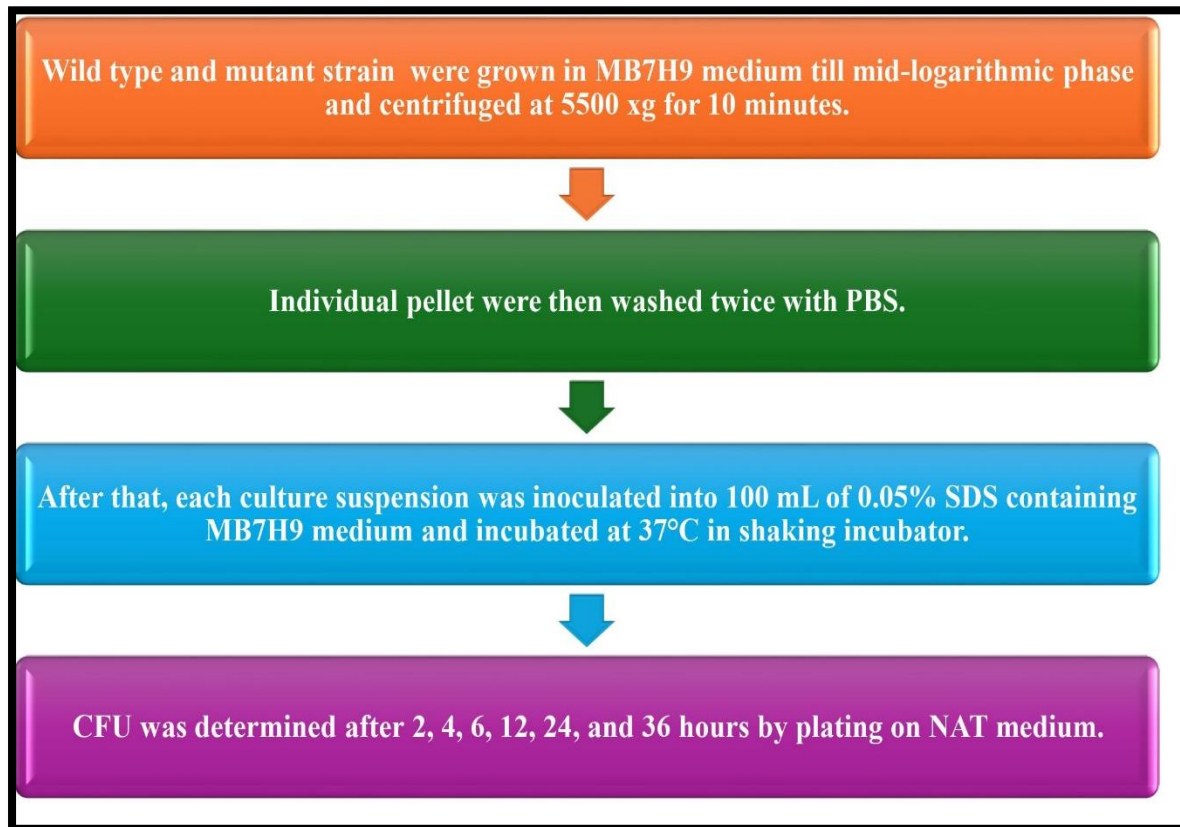 Wild type and mutant strain were grown in MB7H9 medium till mid-logarithmic phase
and centrifuged at 5500 xg for 10 minutes.
Individual pellet were then washed twice with PBS.
After that, each culture suspension was inoculated into 100 mL of 0.05% SDS containing
MB7H9 medium and incubated at 37°C in shaking incubator.
CFU was determined after 2, 4, 6, 12, 24, and 36 hours by plating on NAT medium.